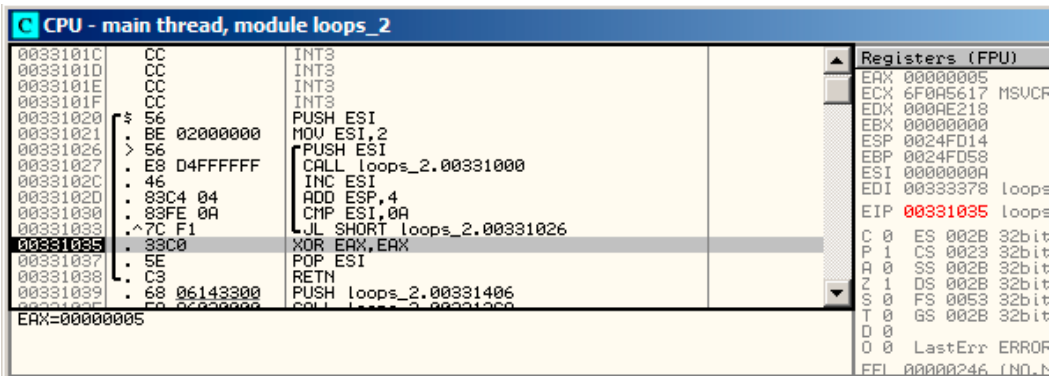 C CPU - main thread, module loops_2
0033101C CC INT3
0033101D CC INT3
0033101E CC INT3
0033101F CC INT3
00331020 $ 56 PUSH ESI
00331021 . BE 02000000 MOV ESI,2
00331026 > 56 PUSH ESI
00331027 . E8 D4FFFFFF CALL loops_2.00331000
0033102C . 46 INC ESI
0033102D . 83C4 04 ADD ESP,4
00331030 . 83FE 0A CMP ESI,0A
00331033 .^7C F1 JL SHORT loops_2.00331026
00331035 . 33C0 XOR EAX,EAX
00331037 . 5E POP ESI
00331038 . C3 RETN
00331039 . 68 06143300 PUSH loops_2.00331406
EAX=00000005
Registers (FPU)
EAX 00000005
ECX 6F0A5617 MSVCR
EDX 000AE218
EBX 00000000
ESP 0024FD14
EBP 0024FD58
ESI 0000000A
EDI 00333378 loops
EIP 00331035 loops
C 0 ES 002B 32bit
P 1 CS 0023 32bit
A 0 SS 002B 32bit
Z 1 DS 002B 32bit
S 0 FS 0053 32bit
T 0 GS 002B 32bit
D 0
O 0 LastErr ERROR
EFL 00000246 (NO,N